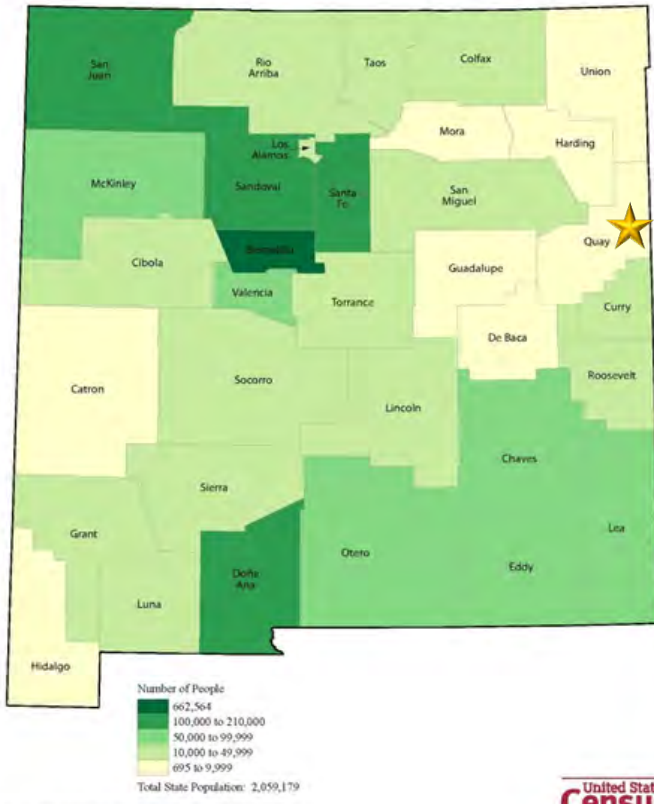 San
Juan
Rio
Arriba
Taos
Colfax
Union
Mora
Harding
Los
Alamos
McKinley
Sandoval
Santa
Fe
San
Miguel
Quay
Bernalillo
Cibola
Guadalupe
Valencia
Torrance
Curry
De Baca
Catron
Socorro
Roosevelt
Lincoln
Chaves
Sierra
Grant
Lea
Otero
Eddy
Doña
Ana
Luna
Hidalgo
Number of People
662,564
100,000 to 210,000
50,000 to 99,999
10,000 to 49,999
695 to 9,999
Total State Population: 2,059,179
United Stat
Censu